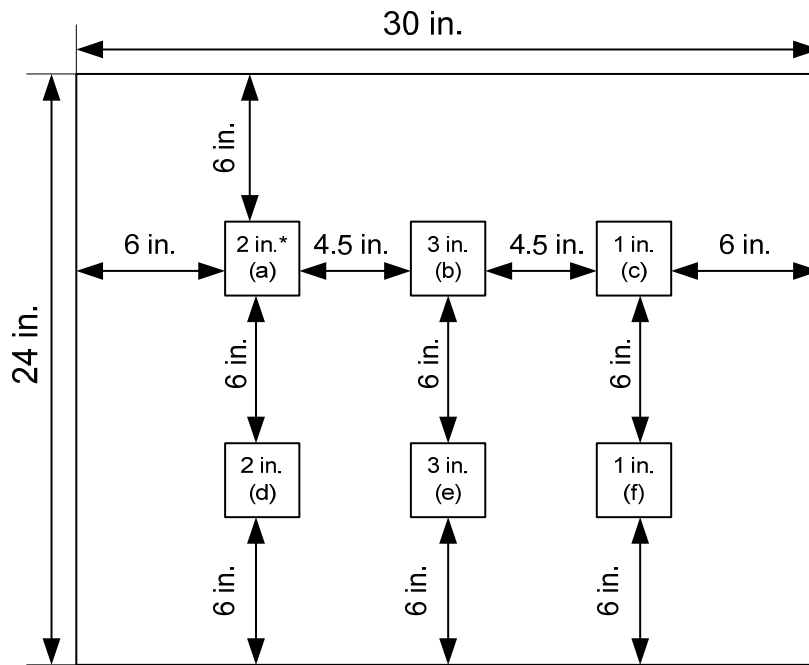 30 in.
6 in.
6 in.
2 in.*
(a)
4.5 in.
3 in.
(b)
4.5 in.
1 in.
(c)
6 in.
24 in.
6 in.
6 in.
6 in.
2 in.
(d)
3 in.
(e)
1 in.
(f)
6 in.
6 in.
6 in.